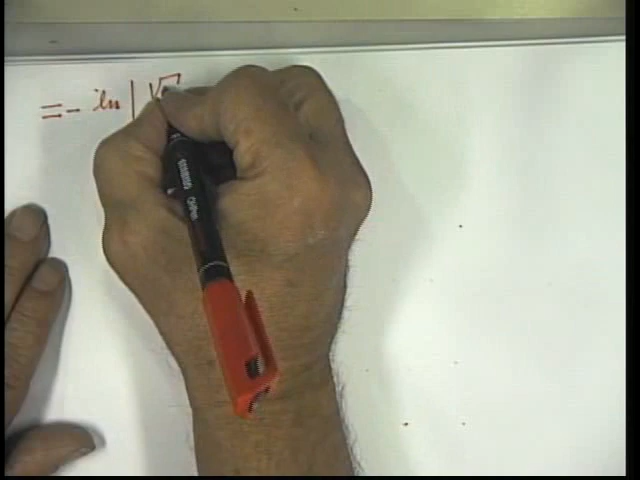 = - ln | √